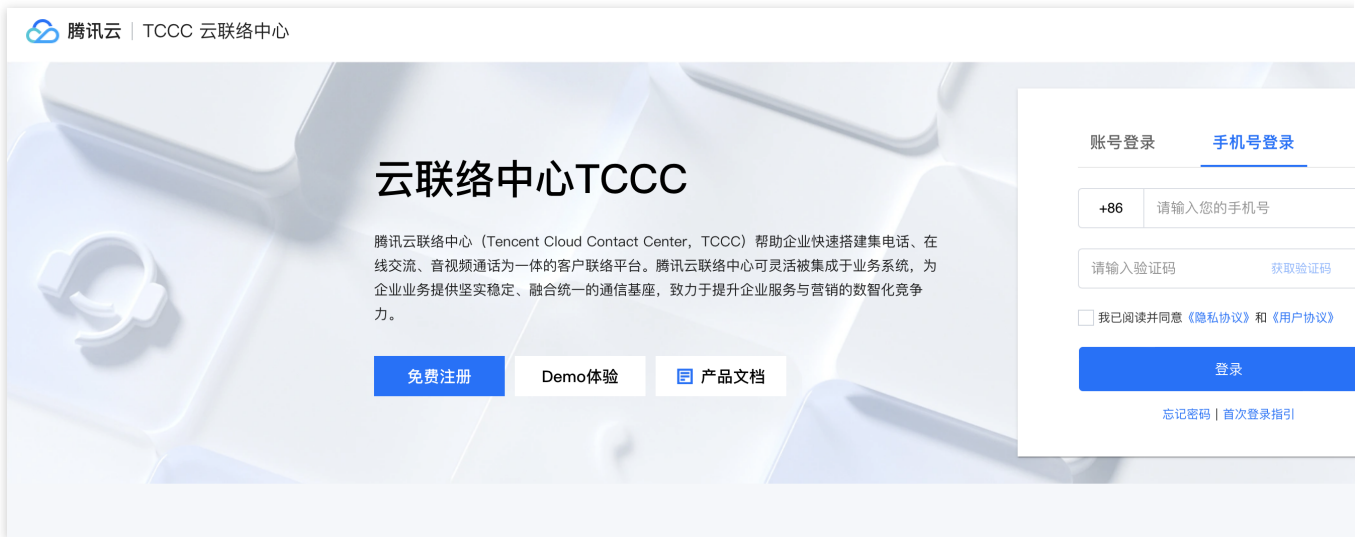 腾讯云 | TCCC 云联络中心
云联络中心TCCC
腾讯云联络中心（Tencent Cloud Contact Center，TCCC）帮助企业快速搭建集电话、在
线交流、音视频通话为一体的客户联络平台。腾讯云联络中心可灵活被集成于业务系统，为
企业业务提供坚实稳定、融合统一的通信基座，致力于提升企业服务与营销的数智化竞争
力。
免费注册 Demo体验 产品文档
账号登录 手机号登录
+86 请输入您的手机号
请输入验证码 获取验证码
我已阅读并同意《隐私协议》和《用户协议》
登录
忘记密码 | 首次登录指引